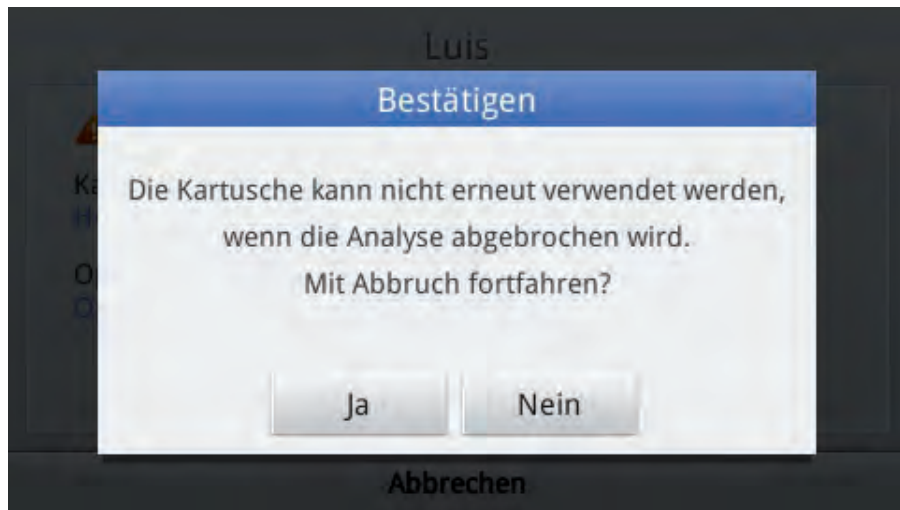 Luis
Bestätigen
Die Kartusche kann nicht erneut verwendet werden,
wenn die Analyse abgebrochen wird.
Mit Abbruch fortfahren?
Ja
Nein
Abbrechen